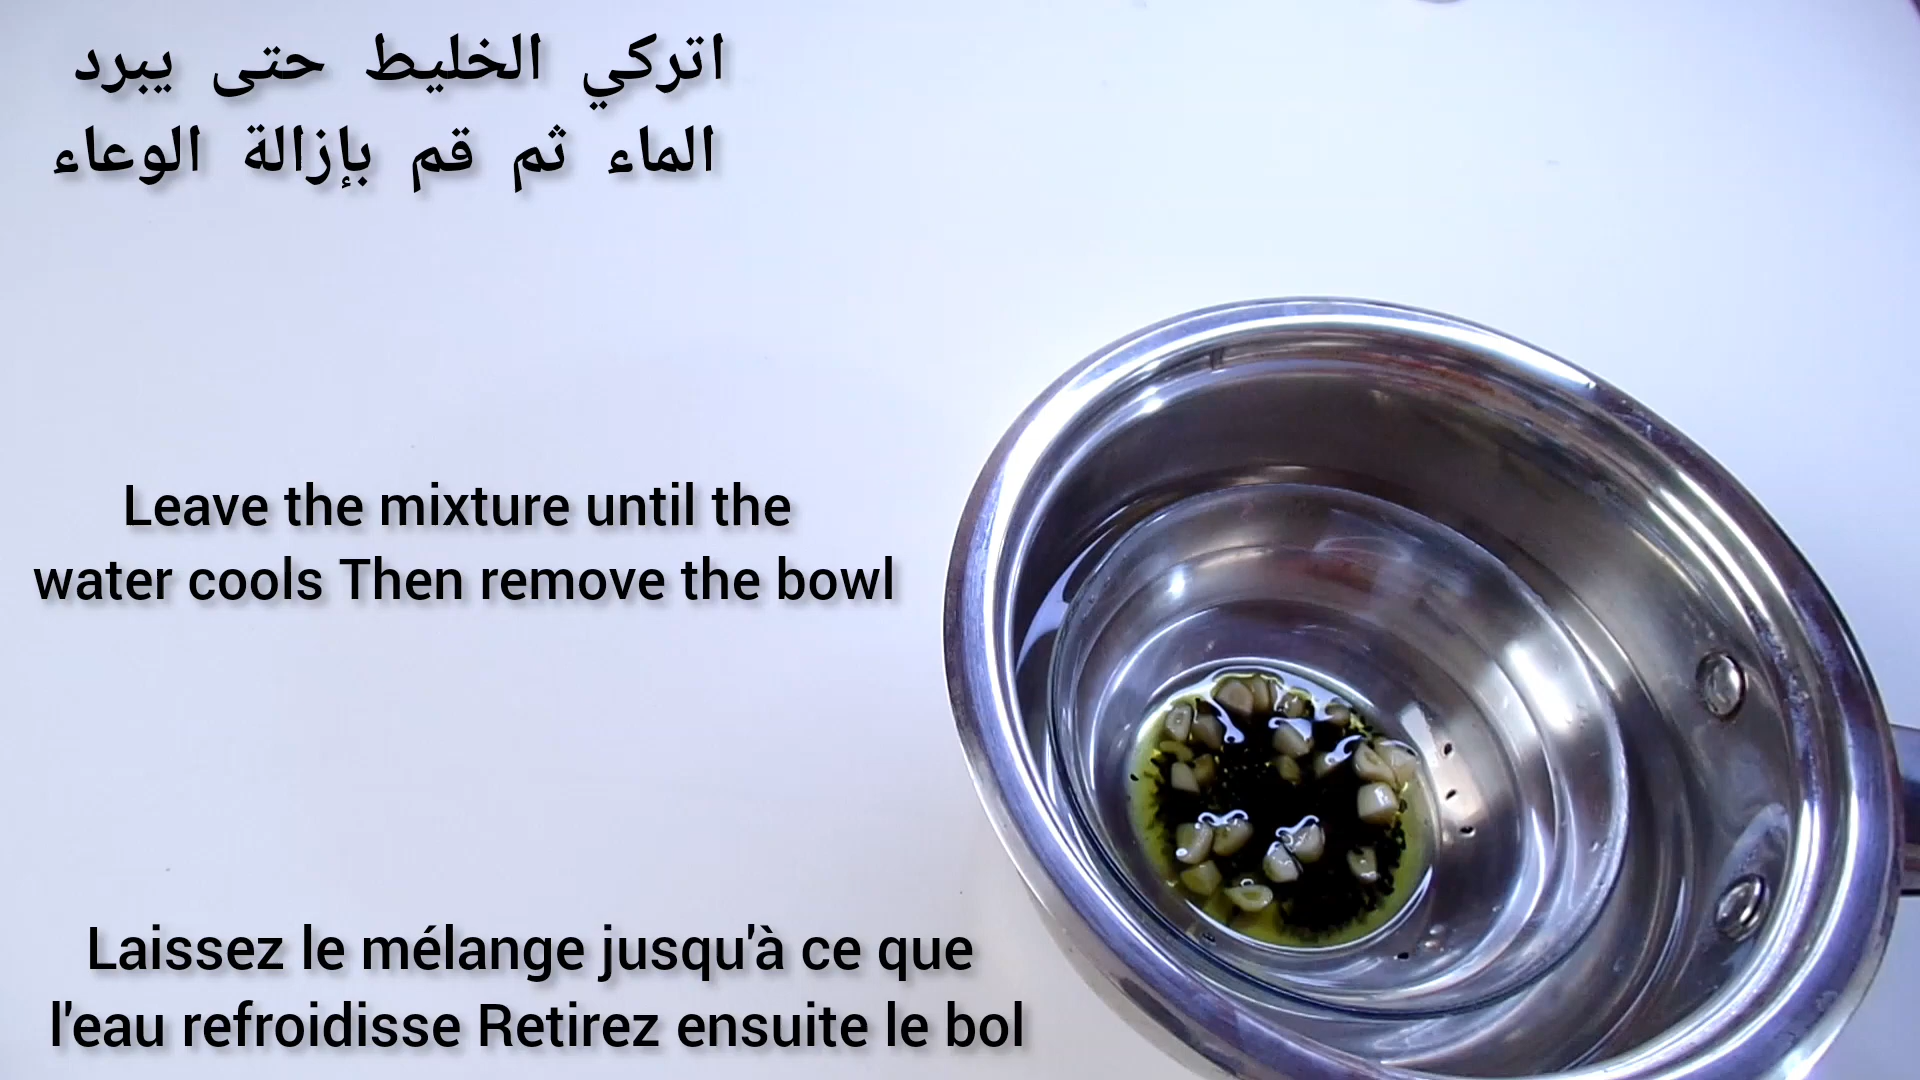 اتركي الخليط حتى يبرد
الماء ثم قم بإزالة الوعاء
Leave the mixture until the
water cools Then remove the bowl
Laissez le mélange jusqu'à ce que
l'eau refroidisse Retirez ensuite le bol